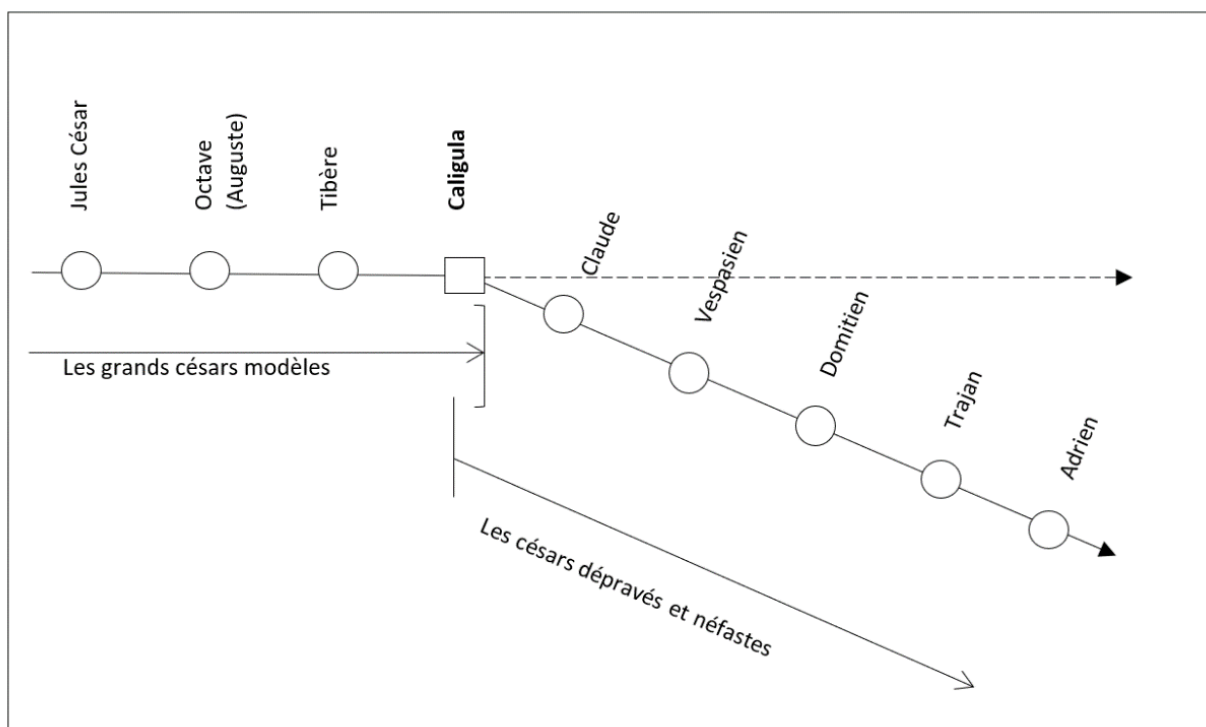 Jules César
Octave
(Auguste)
Tibère
Caligula
Claude
Vespasien
Domitien
Trajan
Adrien
Les grands césars modèles
Les césars dépravés et néfastes